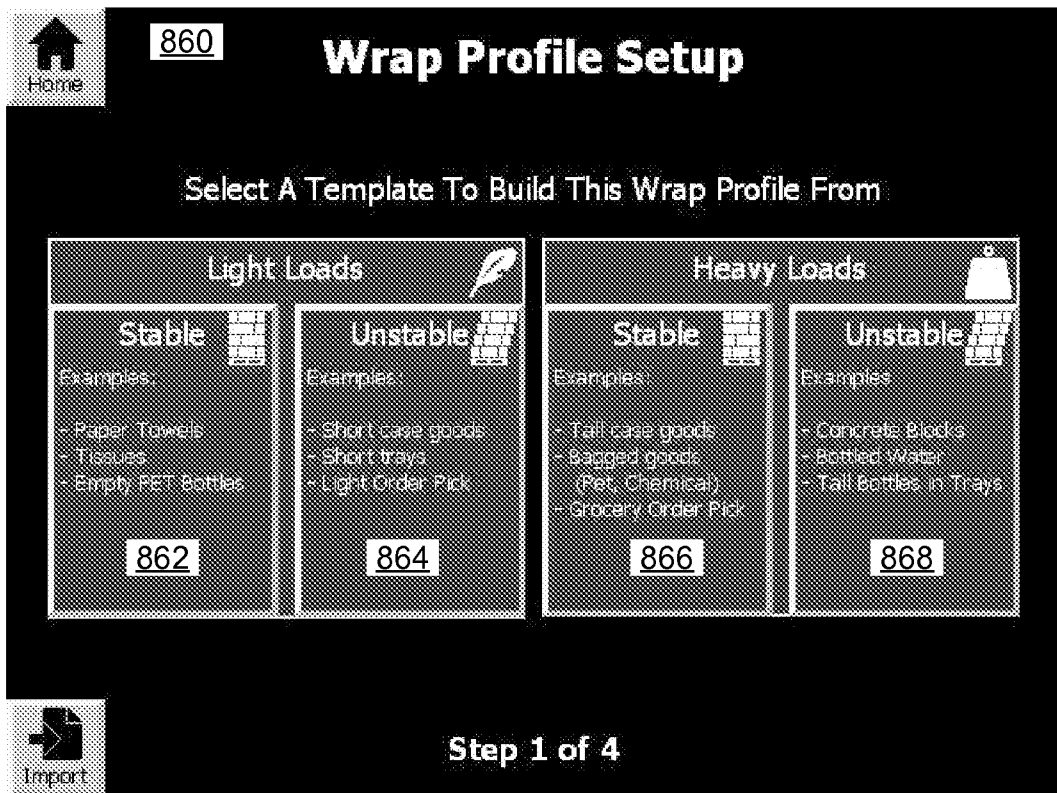 860
Wrap Profile Setup
Home
Select A Template To Build This Wrap Profile From
Light Loads
Stable
Examples:
- Paper Towels
- Tissues
- Empty PET Bottles
862
Unstable
Examples:
- Short case goods
- Short trays
- Light Order Pick
864
Heavy Loads
Stable
Examples:
- Tall case goods
- Bagged goods
(Pet, Chemical)
- Grocery Order Pick
866
Unstable
Examples
- Concrete Blocks
- Bottled Water
- Tall Bottles in Trays
868
Import
Step 1 of 4